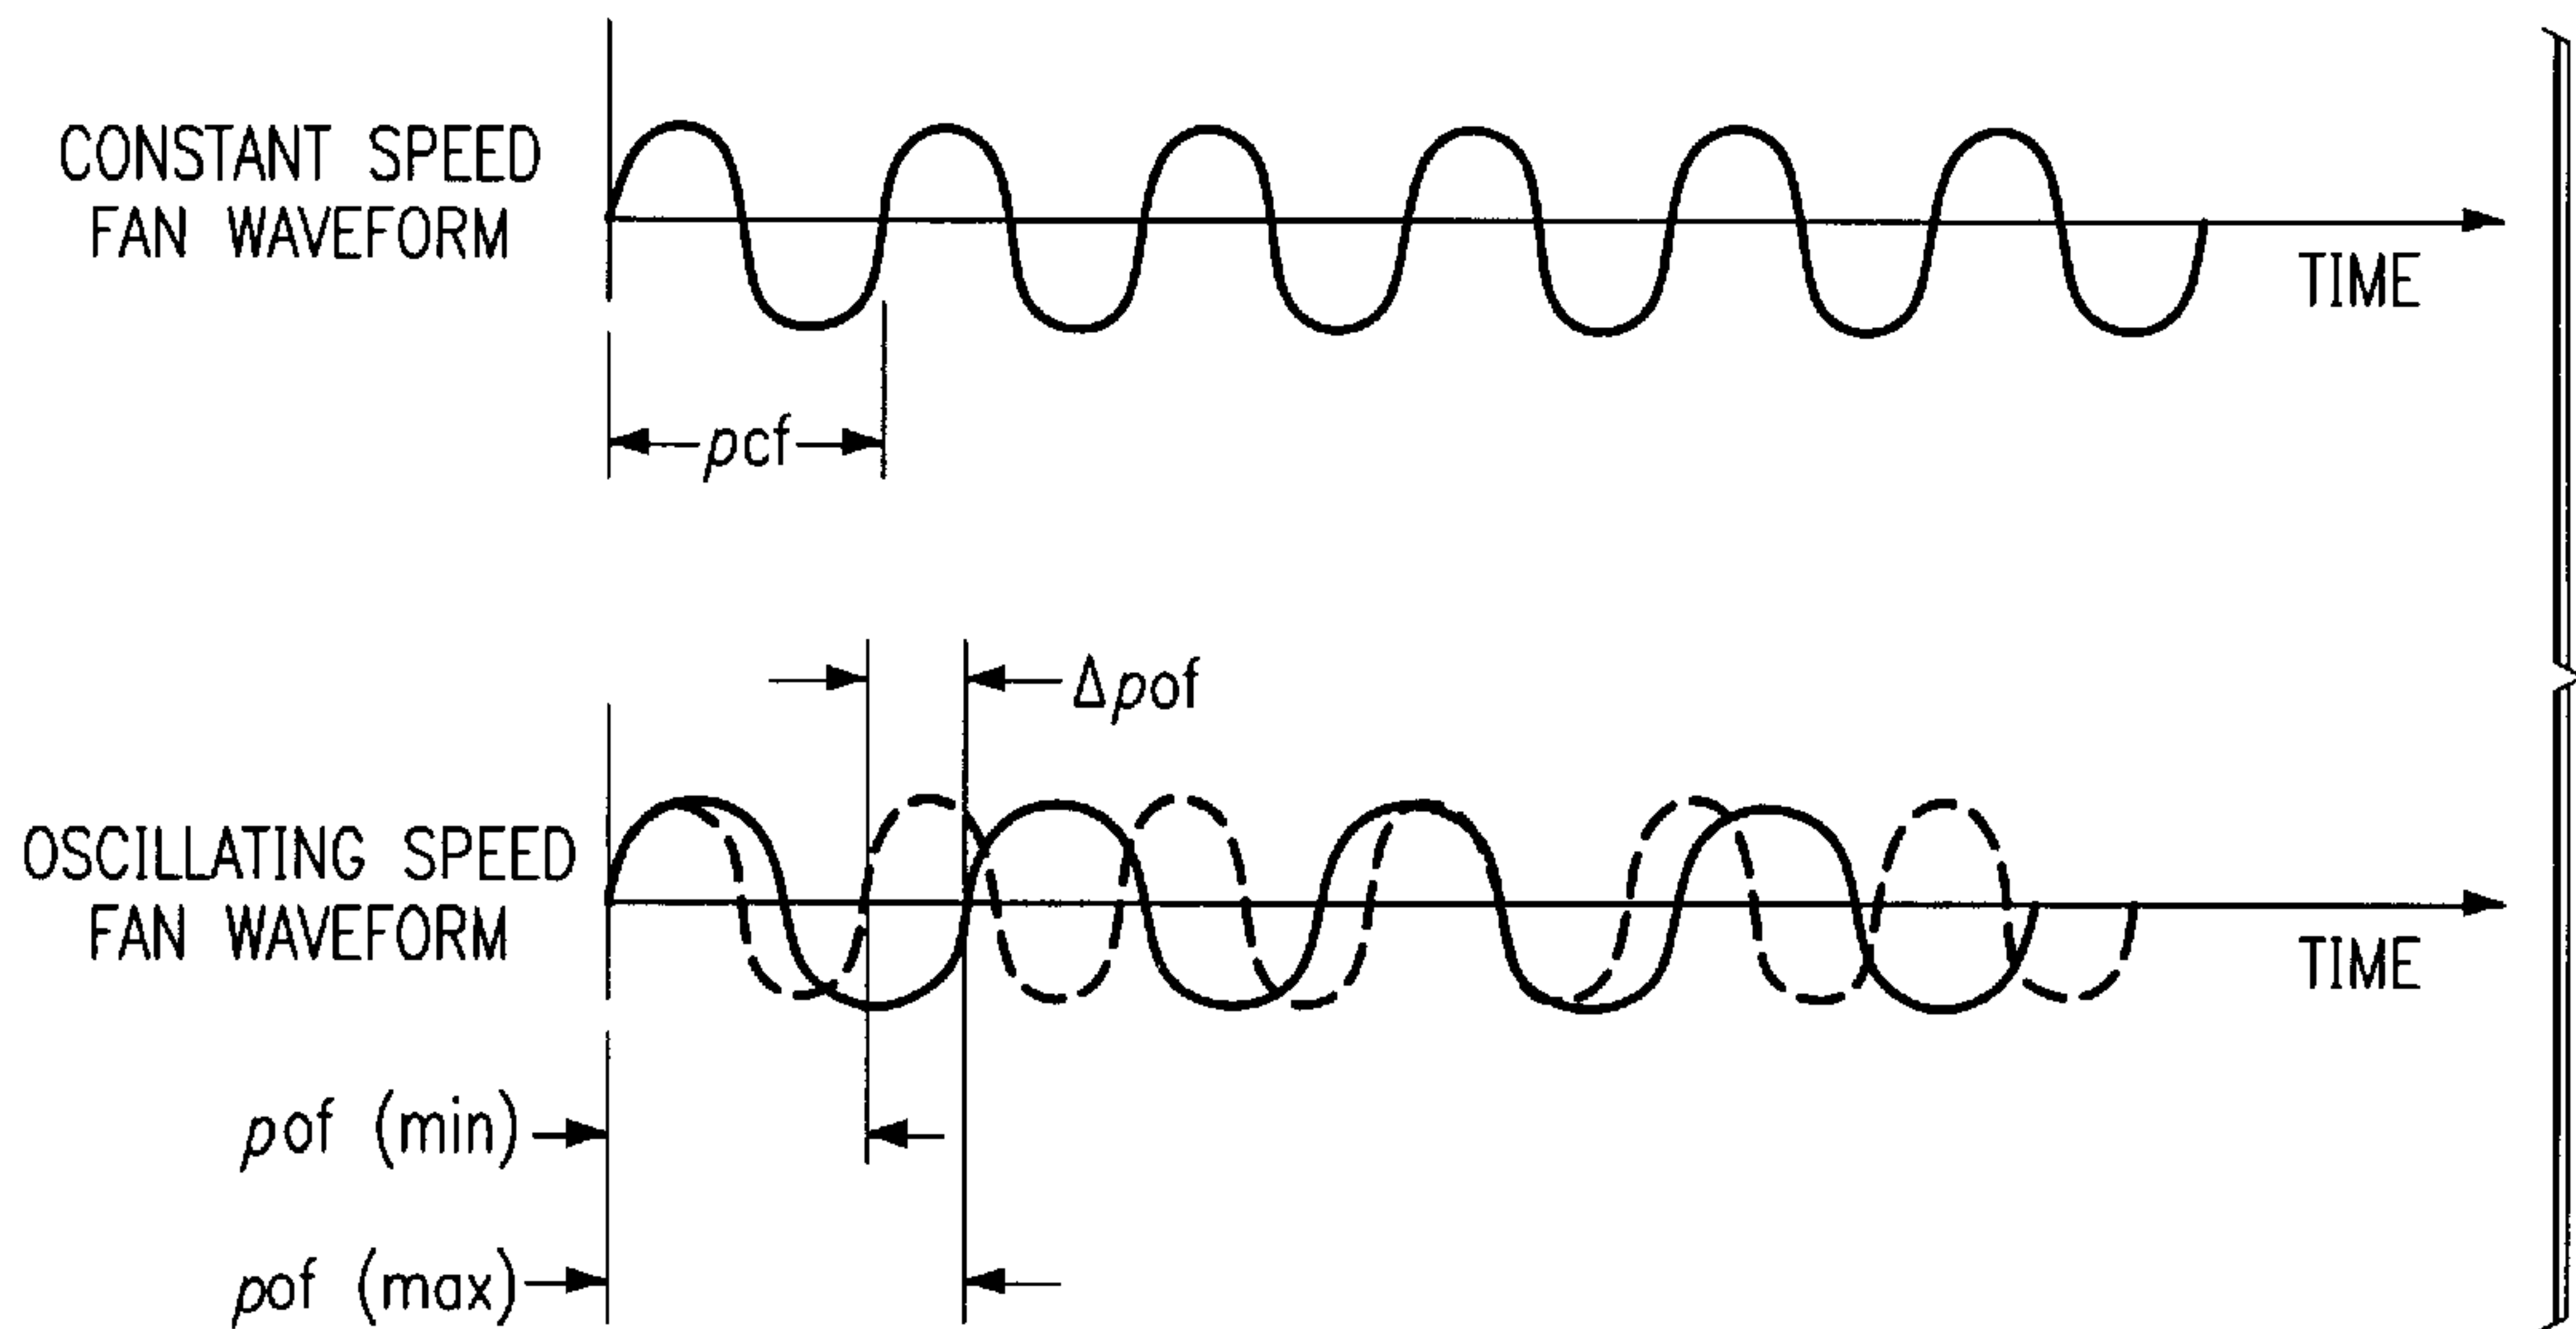 CONSTANT SPEED
FAN WAVEFORM
TIME
pcf
Δpof
OSCILLATING SPEED
FAN WAVEFORM
TIME
pof (min)
pof (max)